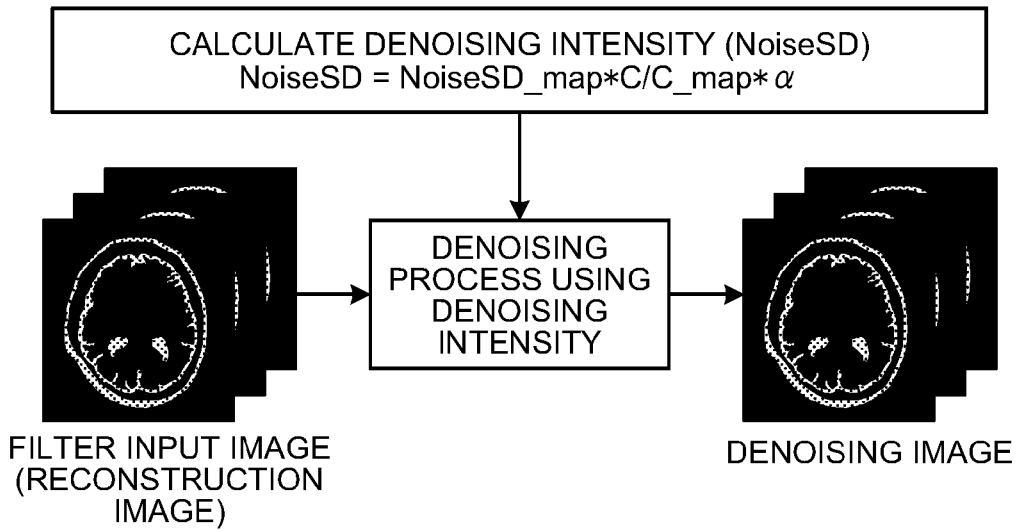 CALCULATE DENOISING INTENSITY (NoiseSD)
NoiseSD = NoiseSD_map*C/C_map*α
DENOISING
PROCESS USING
DENOISING
INTENSITY
FILTER INPUT IMAGE
(RECONSTRUCTION
IMAGE)
DENOISING IMAGE